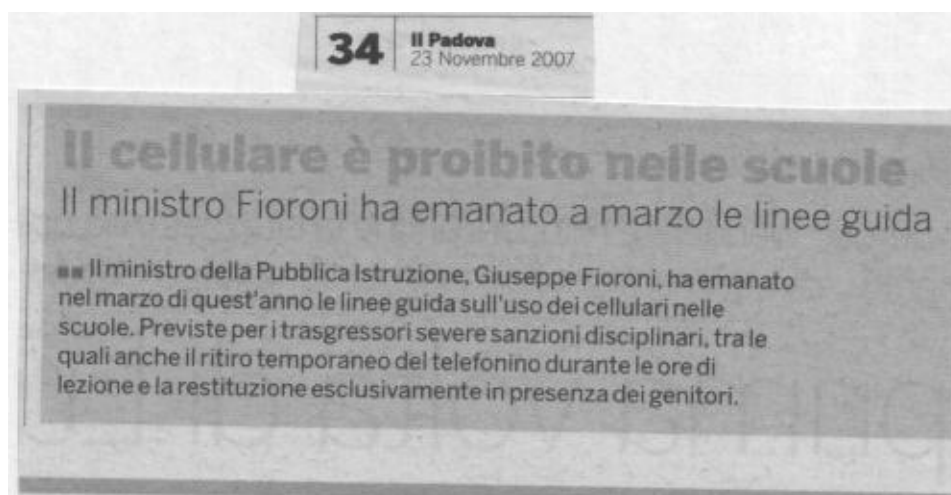 34
Il Padova
23 Novembre 2007
Il cellulare è proibito nelle scuole
Il ministro Fioroni ha emanato a marzo le linee guida
Il ministro della Pubblica Istruzione, Giuseppe Fioroni, ha emanato
nel marzo di quest'anno le linee guida sull'uso dei cellulari nelle
scuole. Previste per i trasgressori severe sanzioni disciplinari, tra le
quali anche il ritiro temporaneo del telefonino durante le ore di
lezione e la restituzione esclusivamente in presenza dei genitori.